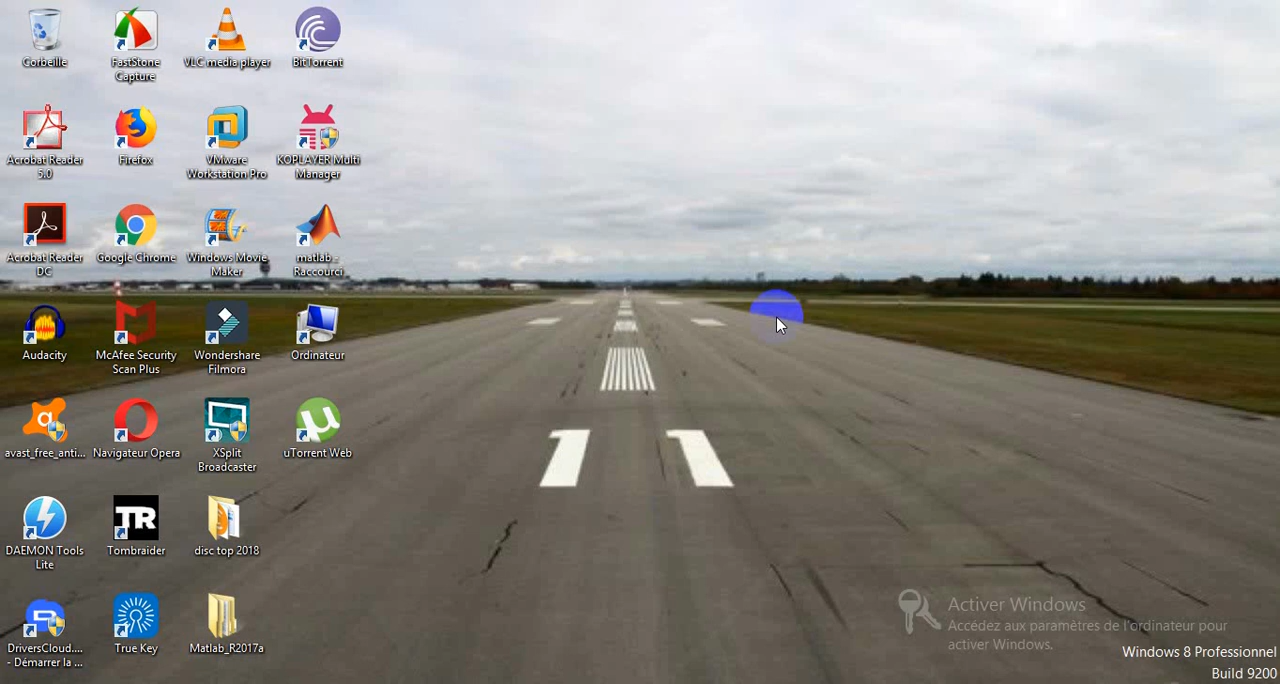 Corbeille
FastStone
Capture
VLC media player
BitTorrent
Acrobat Reader
5.0
Firefox
VMware
Workstation Pro
KOPLAYER Multi
Manager
Acrobat Reader
DC
Google Chrome
Windows Movie
Maker
matlab -
Raccourci
Audacity
McAfee Security
Scan Plus
Wondershare
Filmora
Ordinateur
avast_free_anti...
Navigateur Opera
XSplit
Broadcaster
uTorrent Web
11
DAEMON Tools
Lite
TR
Tombraider
disc top 2018
DriversCloud....
- Démarrer la ...
True Key
Matlab_R2017a
Activer Windows
Accédez aux paramètres de l'ordinateur pour
activer Windows.
Windows 8 Professionnel
Build 9200